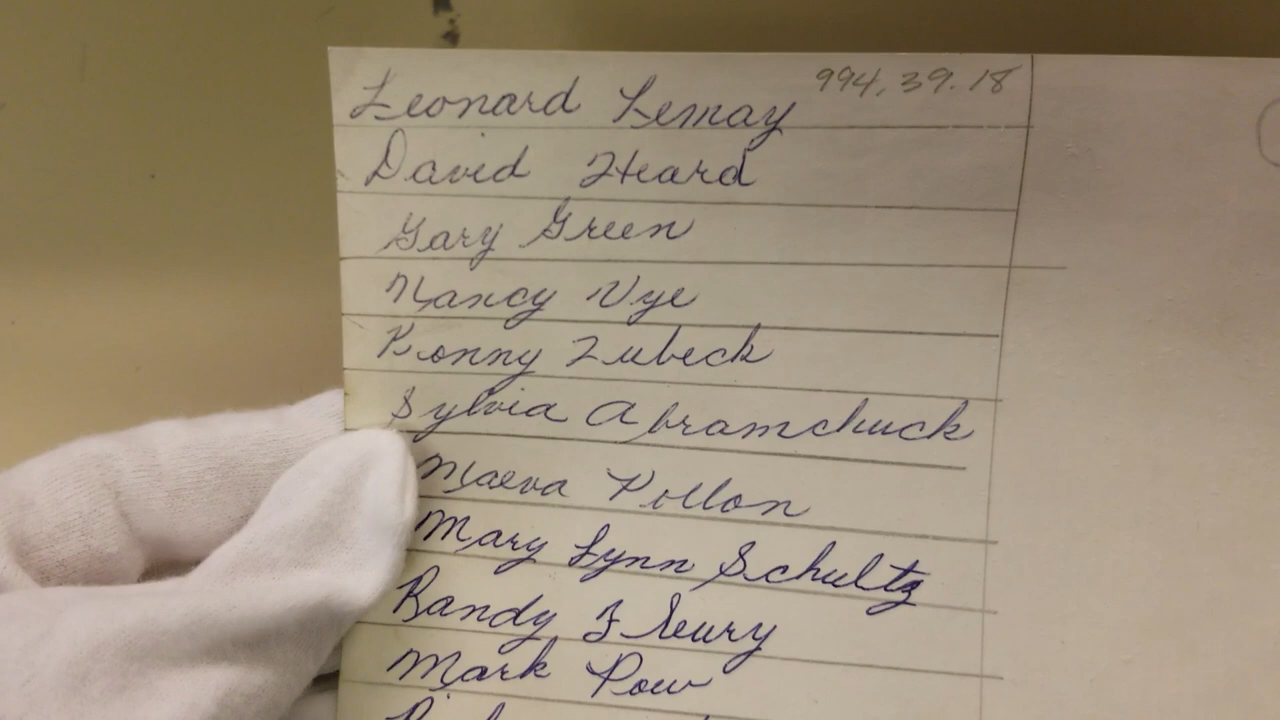 994.39.18
Leonard Lemay
David Heard
Gary Green
Nancy Nye
Ronny Zubeck
Sylvia Abramchuck
Maeva Pollon
Mary Lynn Schultz
Randy Fleury
Mark Pow